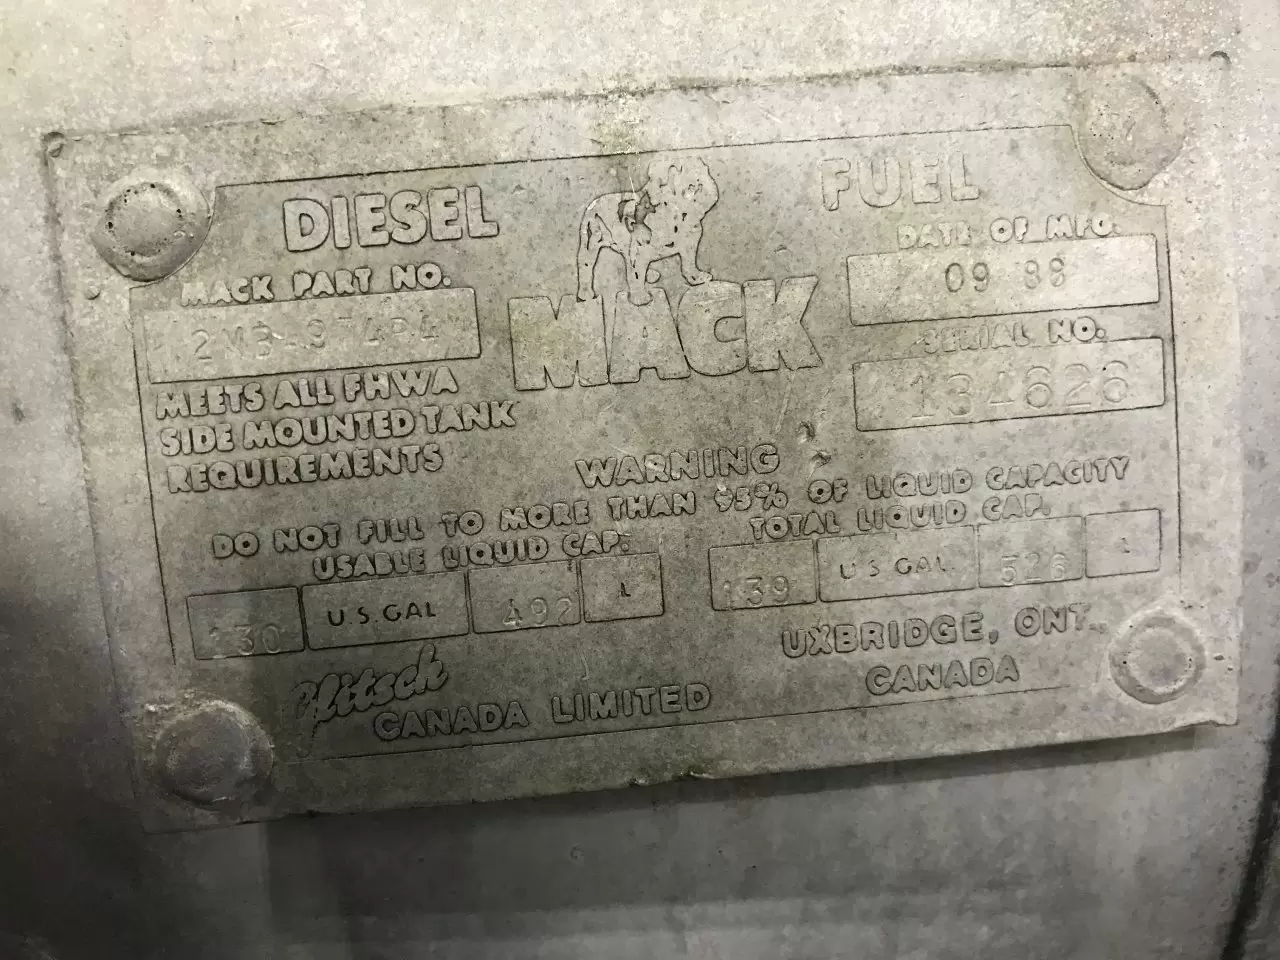 DIESEL FUEL
MACK PART NO.
MACK
DATE OF MFG.
09 88
SERIAL NO.
134626
MEETS ALL FHWA
SIDE MOUNTED TANK
REQUIREMENTS
WARNING
DO NOT FILL TO MORE THAN 95% OF LIQUID CAPACITY
USABLE LIQUID CAP.
130 U.S.GAL 492 L
TOTAL LIQUID CAP.
139 U S GAL. 526 L
CANADA LIMITED
UXBRIDGE, ONT.,
CANADA